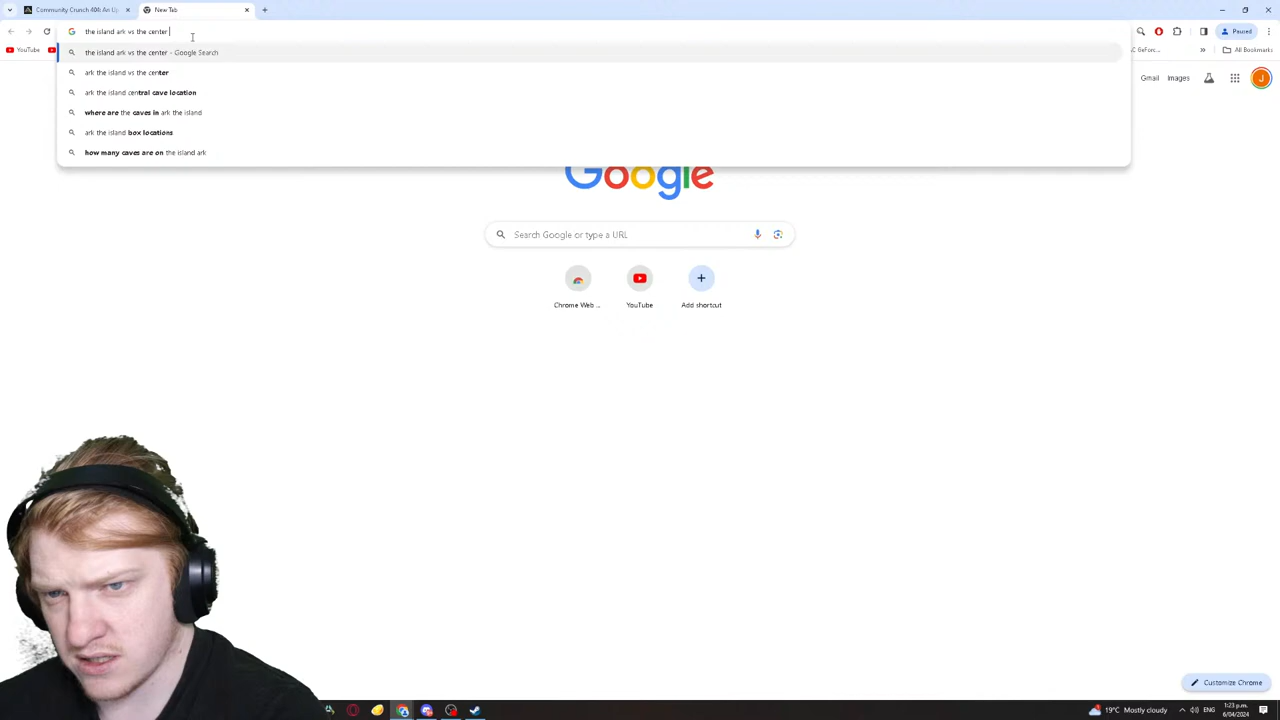 Community Crunch 404: An Up
New Tab
the island ark vs the center
Paused
YouTube
the island ark vs the center - Google Search
ark the island vs the center
ark the island central cave location
where are the caves in ark the island
ark the island box locations
how many caves are on the island ark
AC GeForc...
All Bookmarks
Gmail
Images
J
Google
Search Google or type a URL
Chrome Web ...
YouTube
Add shortcut
Customize Chrome
19°C Mostly cloudy
ENG
1:23 p.m.
6/04/2024